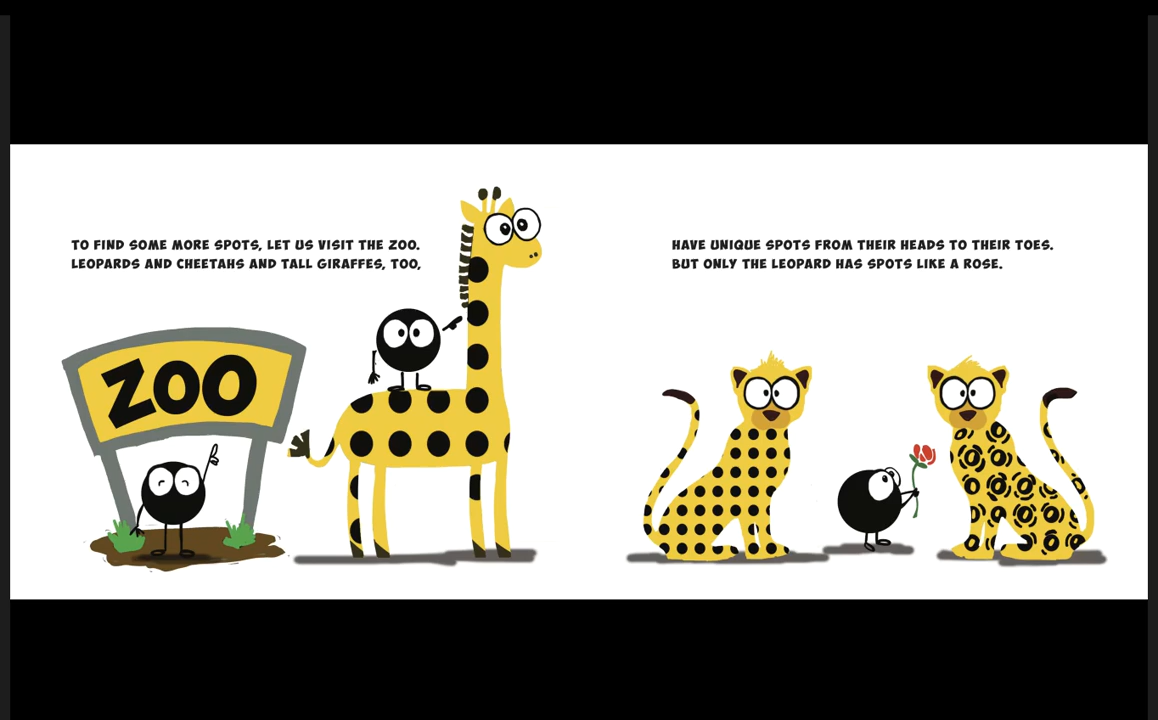 TO FIND SOME MORE SPOTS, LET US VISIT THE ZOO.
LEOPARDS AND CHEETAHS AND TALL GIRAFFES, TOO,
ZOO
HAVE UNIQUE SPOTS FROM THEIR HEADS TO THEIR TOES.
BUT ONLY THE LEOPARD HAS SPOTS LIKE A ROSE.